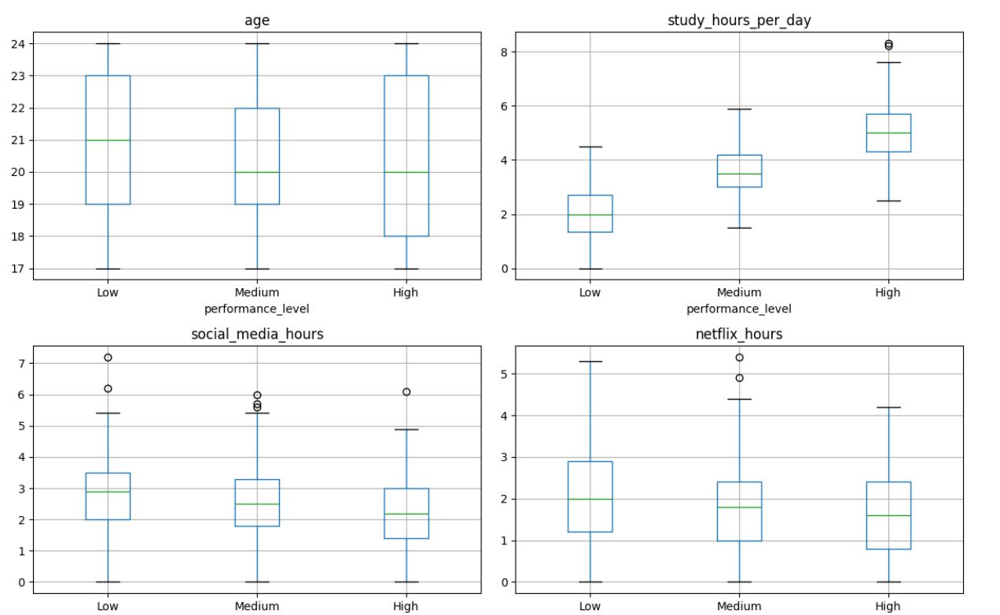 age
24
23
22
21
20
19
18
17
Low Medium High
performance_level
study_hours_per_day
8
6
4
2
0
Low Medium High
performance_level
social_media_hours
7
6
5
4
3
2
1
0
Low Medium High
netflix_hours
5
4
3
2
1
0
Low Medium High